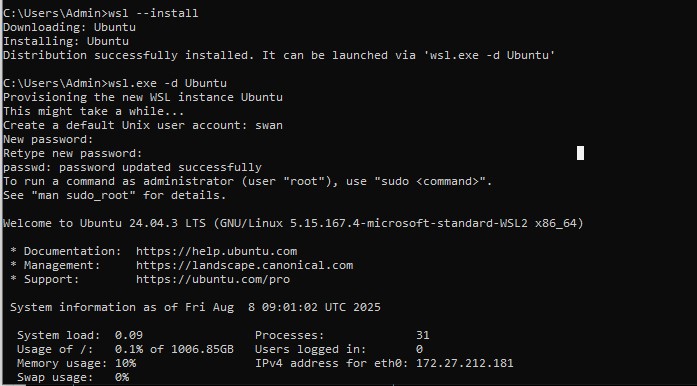 C:\Users\Admin>wsl --install
Downloading: Ubuntu
Installing: Ubuntu
Distribution successfully installed. It can be launched via 'wsl.exe -d Ubuntu'
C:\Users\Admin>wsl.exe -d Ubuntu
Provisioning the new WSL instance Ubuntu
This might take a while...
Create a default Unix user account: swan
New password:
Retype new password:
passwd: password updated successfully
To run a command as administrator (user "root"), use "sudo <command>".
See "man sudo_root" for details.
Welcome to Ubuntu 24.04.3 LTS (GNU/Linux 5.15.167.4-microsoft-standard-WSL2 x86_64)
* Documentation:  https://help.ubuntu.com
* Management:     https://landscape.canonical.com
* Support:        https://ubuntu.com/pro
System information as of Fri Aug  8 09:01:02 UTC 2025
System load:  0.09                Processes:             31
Usage of /:   0.1% of 1006.85GB   Users logged in:       0
Memory usage: 10%                 IPv4 address for eth0: 172.27.212.181
Swap usage:   0%